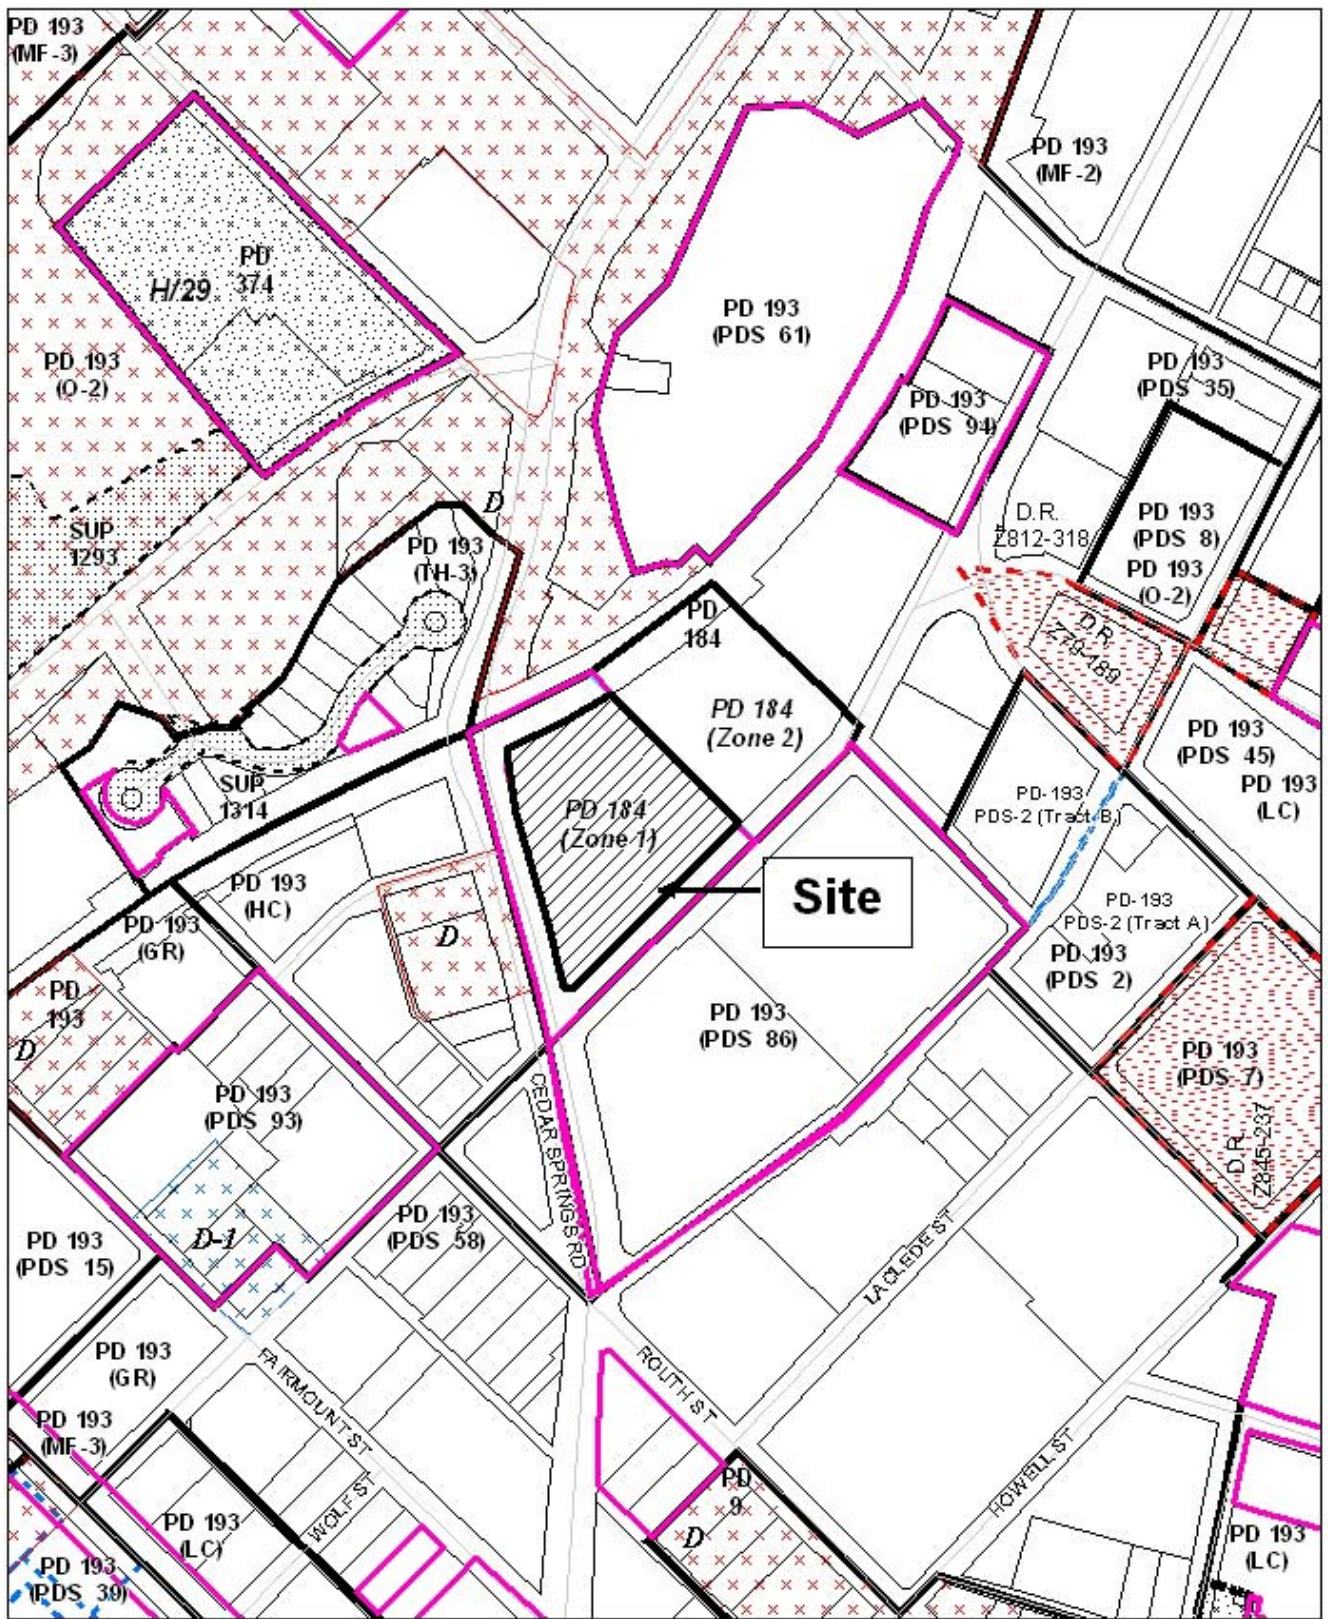 PD 193
(MF-3)
PD 193
(MF-2)
PD
374
H/29
PD 193
(PDS 61)
PD 193
(O-2)
PD 193
(PDS 35)
PD 193
(PDS 94)
D
SUP
1293
D.R.
Z812-318
PD 193
(PDS 8)
PD 193
(TH-3)
PD 193
(O-2)
PD
184
D.R.
Z79-189
PD 184
(Zone 2)
PD 193
(PDS 45)
SUP
1314
PD 184
(Zone 1)
PD-193
PDS-2 (Tract B)
PD 193
(LC)
Site
PD 193
(HC)
PD 193
(GR)
D
PD-193
PDS-2 (Tract A)
PD 193
(PDS 2)
PD
193
D
PD 193
(PDS 86)
PD 193
(PDS 7)
PD 193
(PDS 93)
CEDAR SPRINGS RD
D.R.
Z845-237
D-1
PD 193
(PDS 58)
PD 193
(PDS 15)
LACLEDE ST
PD 193
(GR)
FAIRMOUNT ST
ROUTH ST
PD 193
(MF-3)
PD
9
HOWELL ST
WOLF ST
PD 193
(LC)
D
PD 193
(LC)
PD 193
(PDS 39)